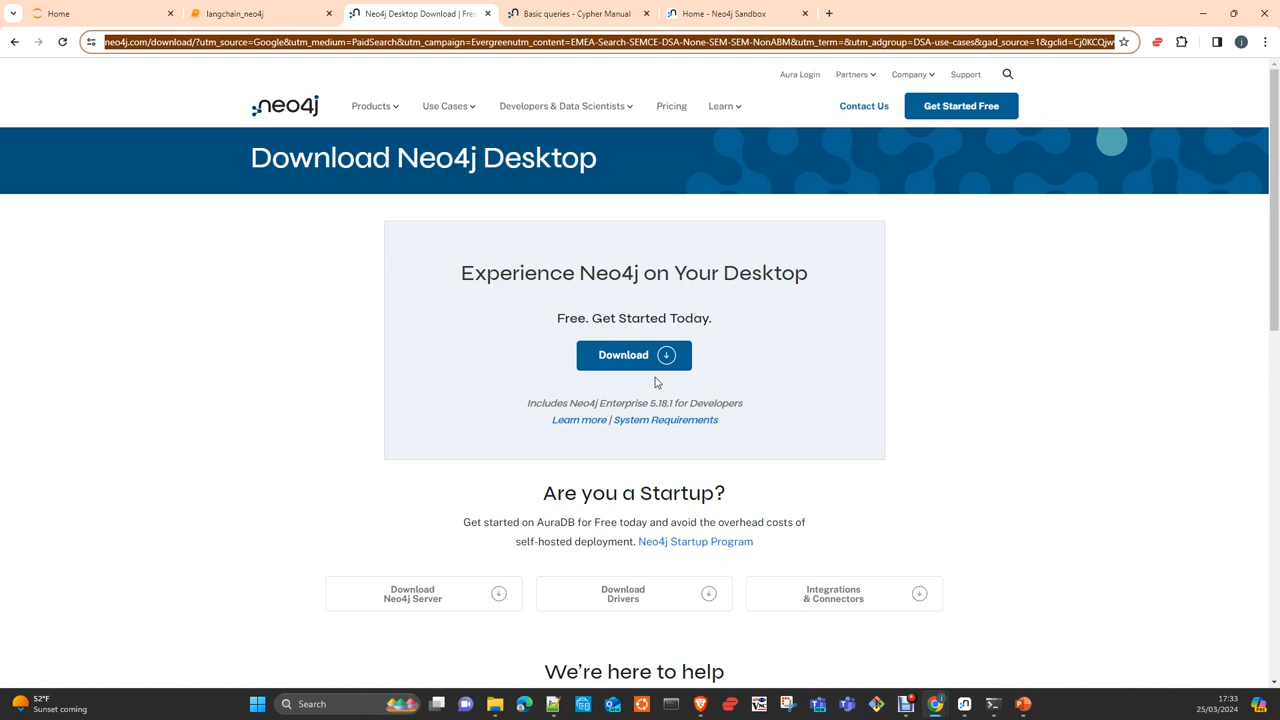 Home
langchain_neo4j
Neo4j Desktop Download | Fre
Basic queries - Cypher Manual
Home - Neo4j Sandbox
neo4j.com/download/?utm_source=Google&utm_medium=PaidSearch&utm_campaign=Evergreenutm_content=EMEA-Search-SEMCE-DSA-None-SEM-SEM-NonABM&utm_term=&utm_adgroup=DSA-use-cases&gad_source=1&gclid=Cj0KCQjw
Aura Login Partners Company Support
neo4j
Products Use Cases Developers & Data Scientists Pricing Learn Contact Us Get Started Free
Download Neo4j Desktop
Experience Neo4j on Your Desktop
Free. Get Started Today.
Download
Includes Neo4j Enterprise 5.18.1 for Developers
Learn more | System Requirements
Are you a Startup?
Get started on AuraDB for Free today and avoid the overhead costs of
self-hosted deployment. Neo4j Startup Program
Download
Neo4j Server
Download
Drivers
Integrations
& Connectors
We're here to help
52°F
Sunset coming
Search
17:33
25/03/2024